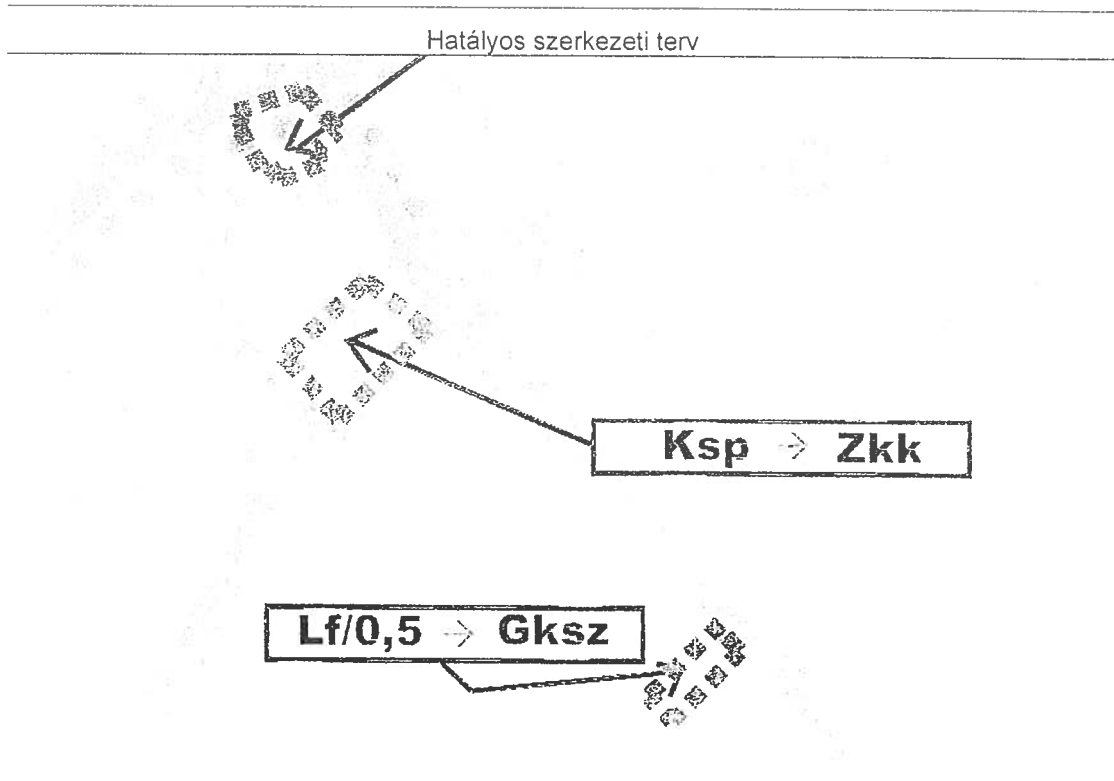 Hatályos szerkezeti terv
Ksp → Zkk
Lf/0,5 → Gksz